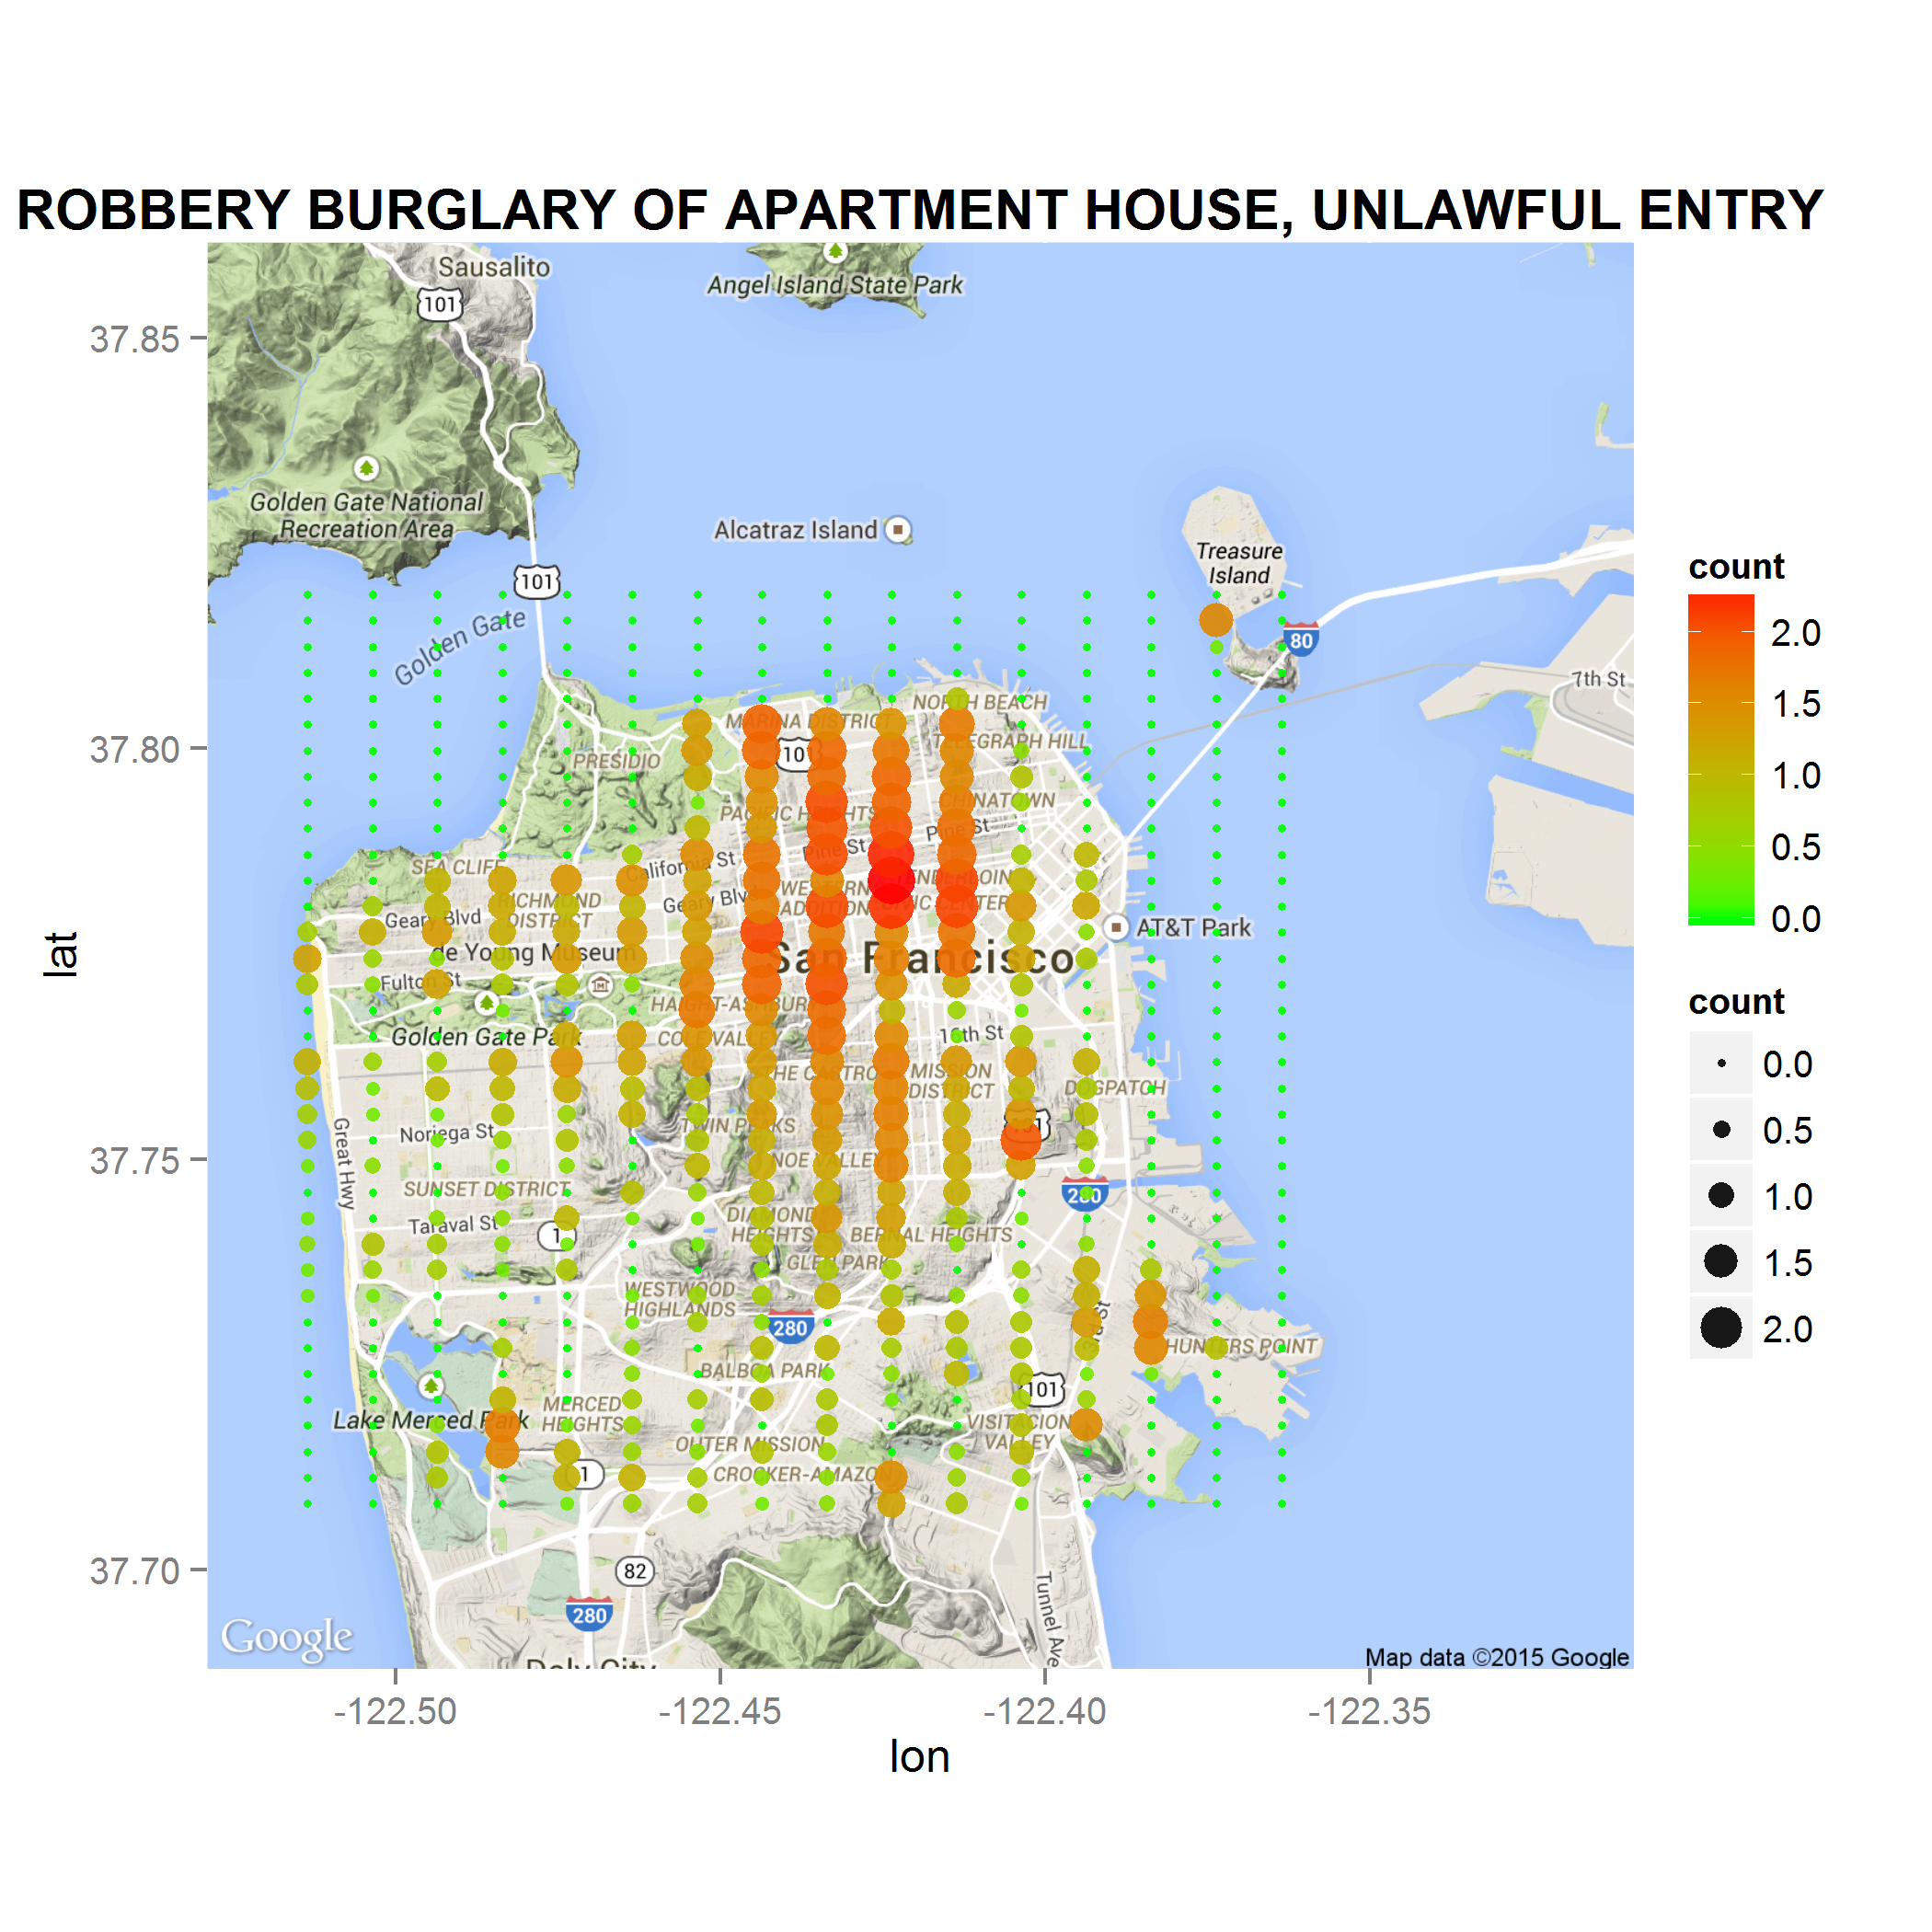 ROBBERY BURGLARY OF APARTMENT HOUSE, UNLAWFUL ENTRY
Sausalito
101
Angel Island State Park
37.85
Golden Gate National
Recreation Area
Alcatraz Island
Treasure
Island
101
Golden Gate
80
7th St
NORTH BEACH
MARINA DISTRICT
TELEGRAPH HILL
37.80
PRESIDIO
CHINATOWN
PACIFIC HEIGHTS
Pine St
Pine St
California St
SEA CLIFF
TENDERLOIN
WESTERN
ADDITION
CIVIC CENTER
RICHMOND
DISTRICT
Geary Blvd
Geary Blvd
AT&T Park
de Young Museum
San Francisco
Fulton St
HAIGHT-ASHBURY
Golden Gate Park
COLE VALLEY
16th St
THE CASTRO
MISSION
DISTRICT
DOGPATCH
TWIN PEAKS
101
Noriega St
Great Hwy
37.75
NOE VALLEY
SUNSET DISTRICT
280
Taraval St
1
DIAMOND
HEIGHTS
BERNAL HEIGHTS
GLEN PARK
WESTWOOD
HIGHLANDS
280
HUNTERS POINT
BALBOA PARK
101
Lake Merced Park
MERCED
HEIGHTS
VISITACION
VALLEY
OUTER MISSION
1
CROCKER-AMAZON
37.70
82
280
Tunnel Ave
Daly City
Google
Map data ©2015 Google
-122.50
-122.45
-122.40
-122.35
lon
lat
count
2.0
1.5
1.0
0.5
0.0
count
0.0
0.5
1.0
1.5
2.0